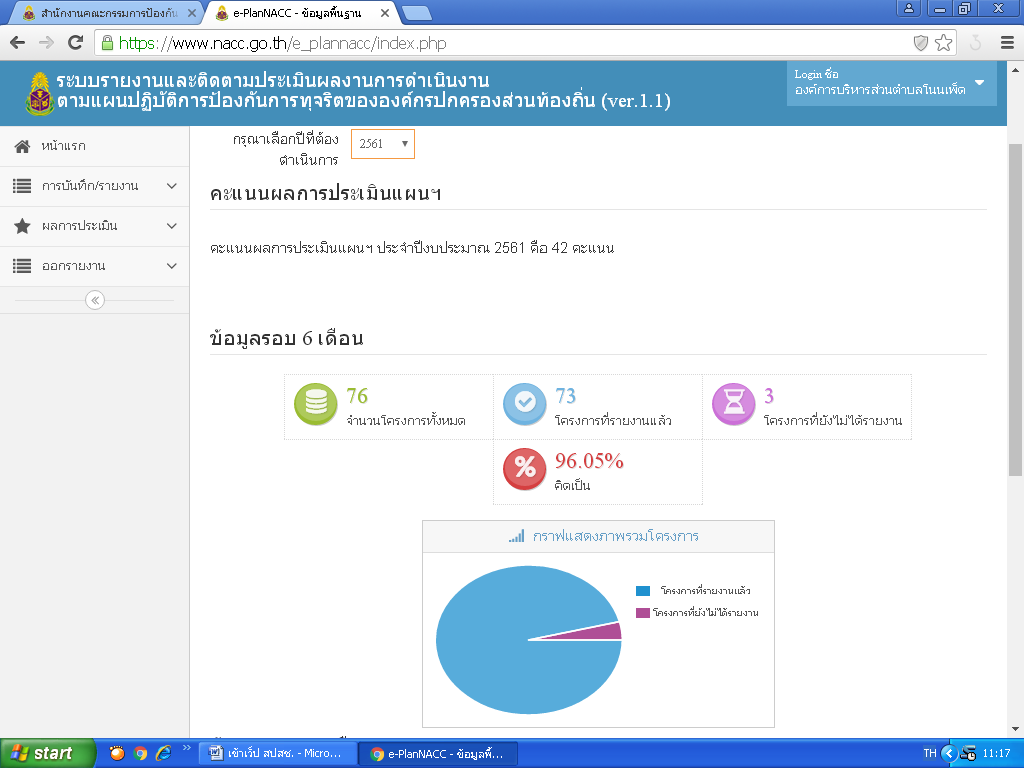 สำนักงานคณะกรรมการป้องกัน
e-PlanNACC - ข้อมูลพื้นฐาน
https://www.nacc.go.th/e_plannacc/index.php
ระบบรายงานและติดตามประเมินผลงานการดำเนินงาน
ตามแผนปฏิบัติการป้องกันการทุจริตขององค์กรปกครองส่วนท้องถิ่น (ver.1.1)
Login ชื่อ
องค์การบริหารส่วนตำบลโนนเพ็ด
หน้าแรก
การบันทึก/รายงาน
ผลการประเมิน
ออกรายงาน
กรุณาเลือกปีที่ต้อง
ดำเนินการ
2561
คะแนนผลการประเมินแผนฯ
คะแนนผลการประเมินแผนฯ ประจำปีงบประมาณ 2561 คือ 42 คะแนน
ข้อมูลรอบ 6 เดือน
76
จำนวนโครงการทั้งหมด
73
โครงการที่รายงานแล้ว
3
โครงการที่ยังไม่ได้รายงาน
%
96.05%
คิดเป็น
กราฟแสดงภาพรวมโครงการ
โครงการที่รายงานแล้ว
โครงการที่ยังไม่ได้รายงาน
start
เข้าเว็ป สปสช. - Micro...
e-PlanNACC - ข้อมูลพื้...
TH
11:17